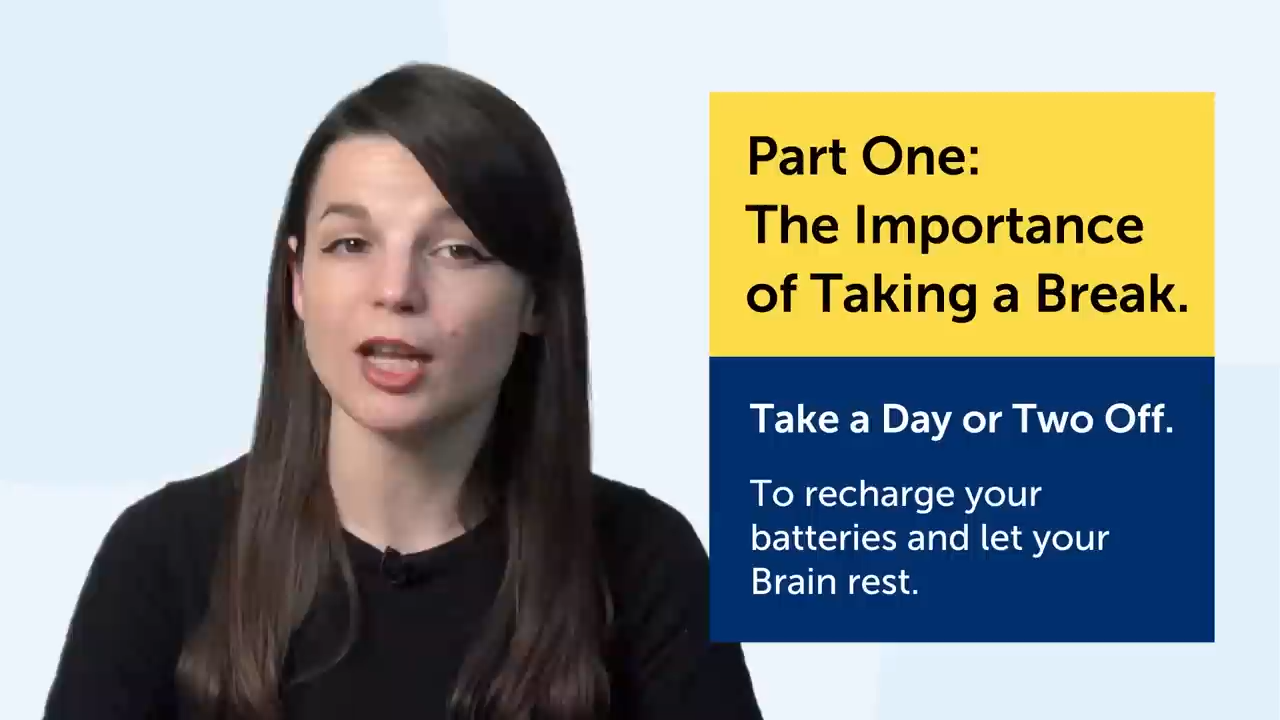 Part One:
The Importance
of Taking a Break.
Take a Day or Two Off.
To recharge your
batteries and let your
Brain rest.